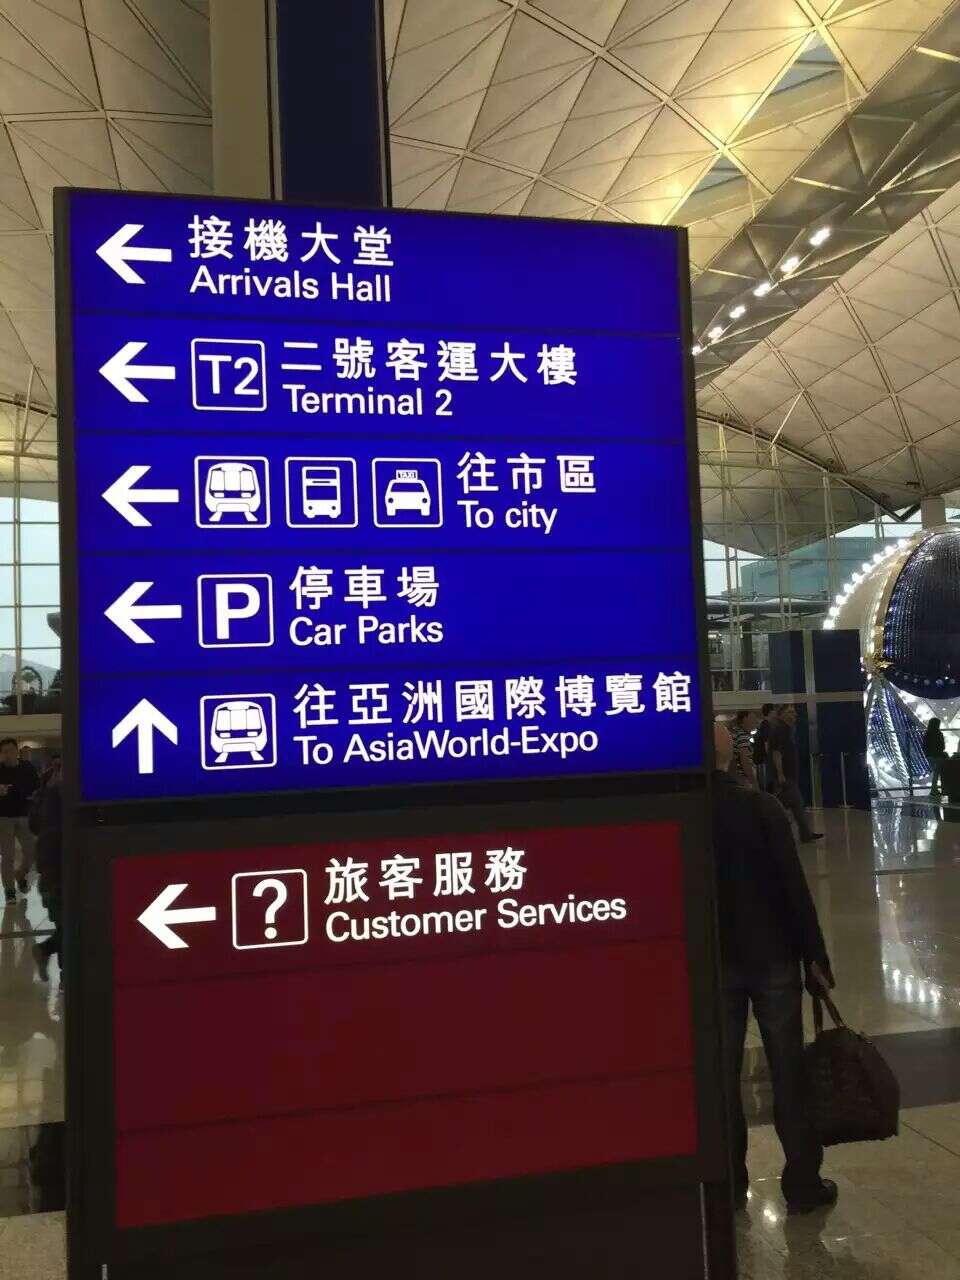 接機大堂
Arrivals Hall
T2 二號客運大樓
Terminal 2
TAXI 往市區
To city
P 停車場
Car Parks
往亞洲國際博覽館
To AsiaWorld-Expo
? 旅客服務
Customer Services